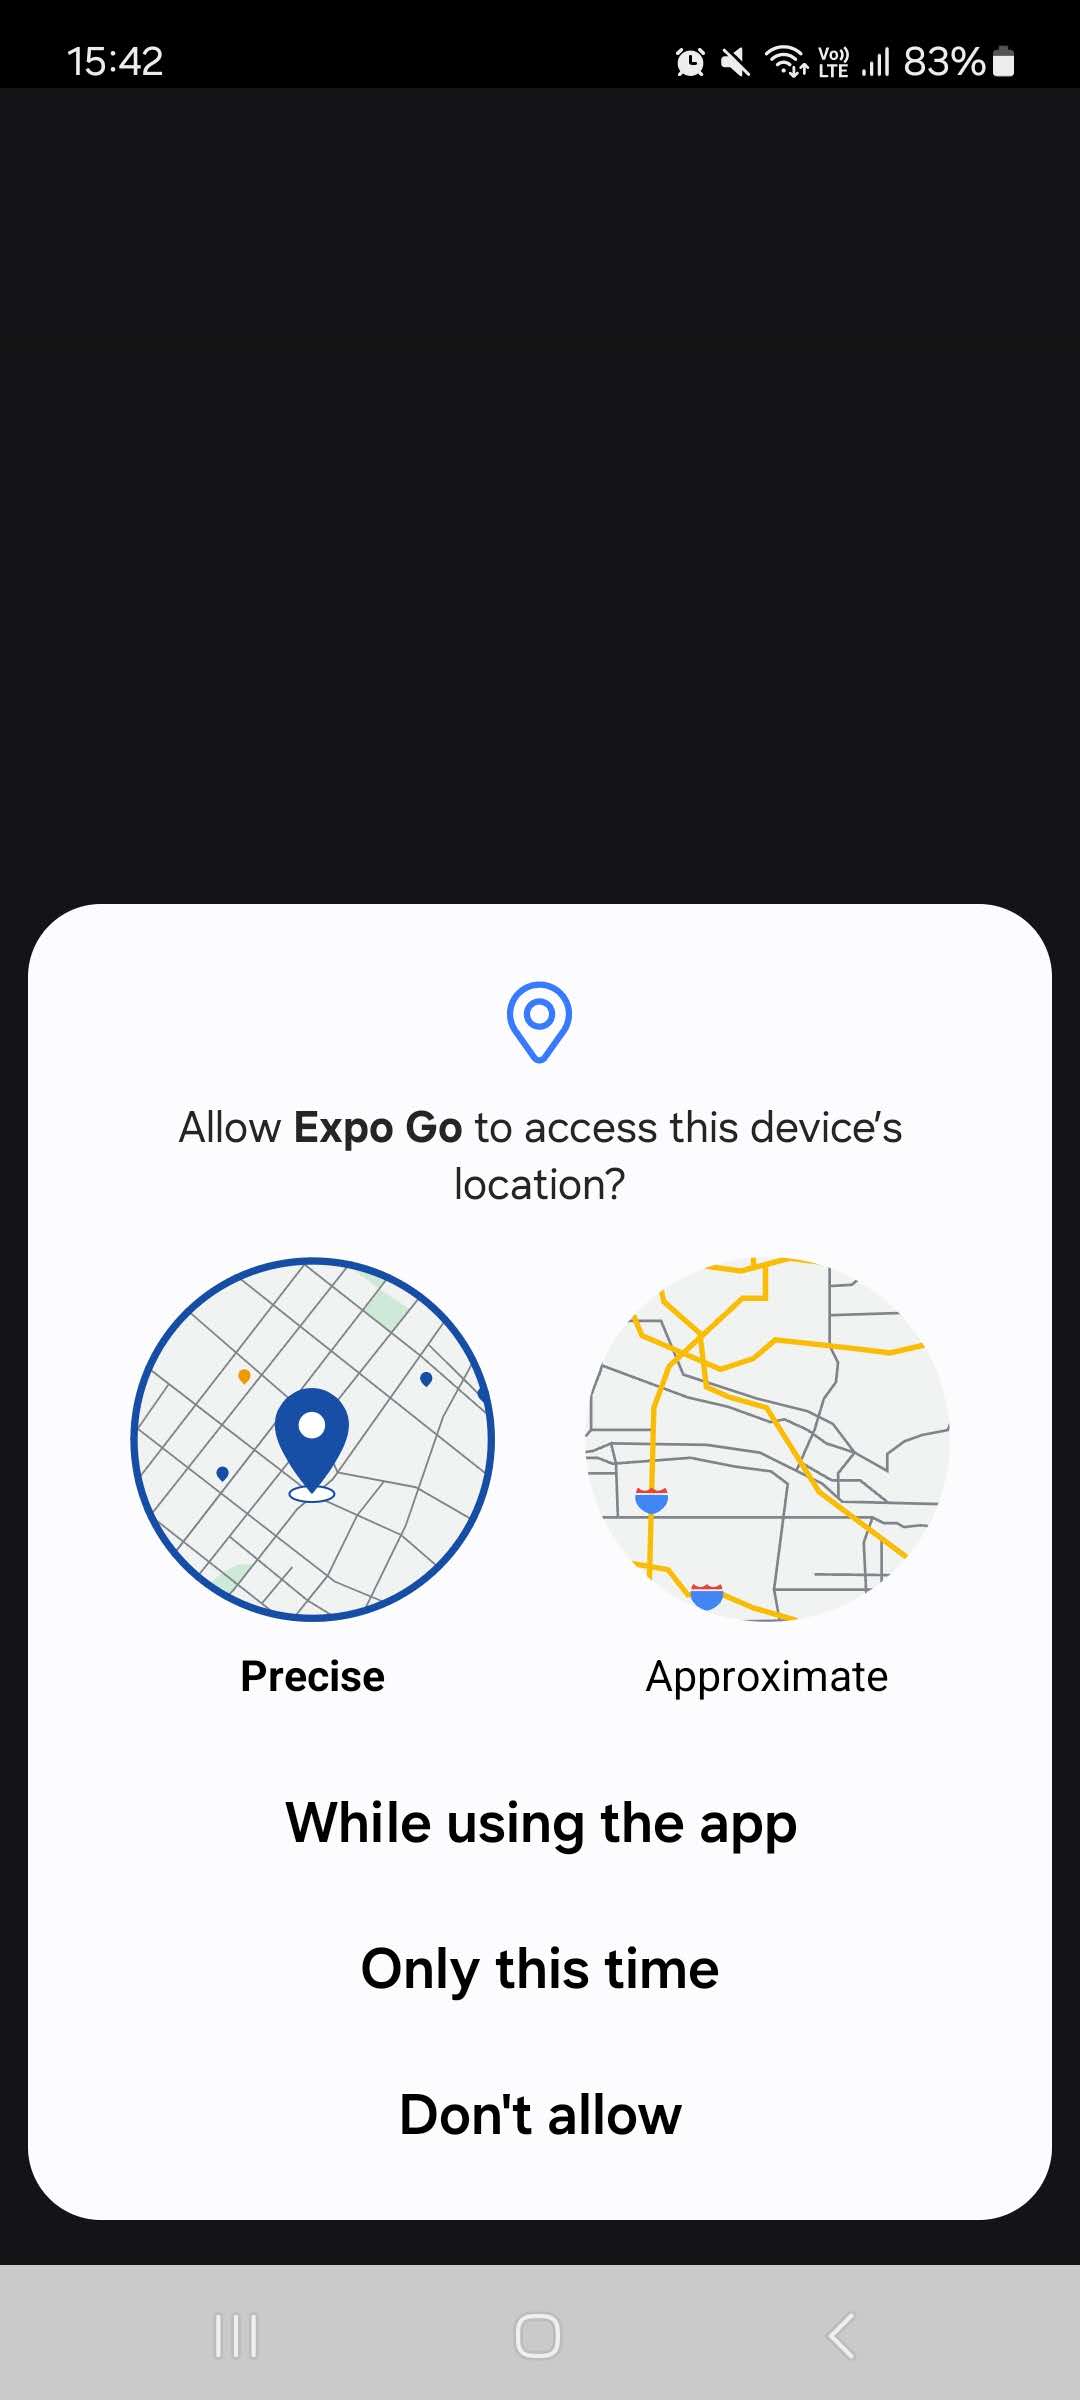 15:42
Vo)) LTE 83%
Allow Expo Go to access this device’s
location?
Precise
Approximate
While using the app
Only this time
Don't allow